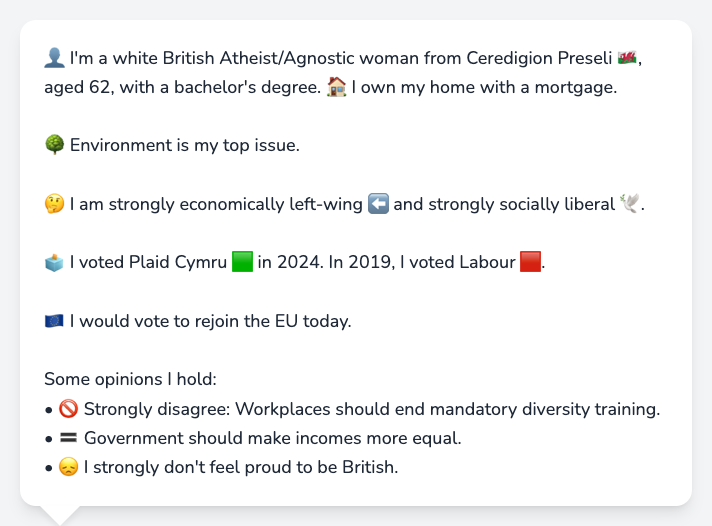 👤 I'm a white British Atheist/Agnostic woman from Ceredigion Preseli 🏴󠁧󠁢󠁷󠁬󠁳󠁿,
aged 62, with a bachelor's degree. 🏠 I own my home with a mortgage.
🌳 Environment is my top issue.
🤔 I am strongly economically left-wing ⬅️ and strongly socially liberal 🕊️.
🗳️ I voted Plaid Cymru 🟩 in 2024. In 2019, I voted Labour 🟥.
🇪🇺 I would vote to rejoin the EU today.
Some opinions I hold:
• 🚫 Strongly disagree: Workplaces should end mandatory diversity training.
• 🟰 Government should make incomes more equal.
• 😞 I strongly don't feel proud to be British.